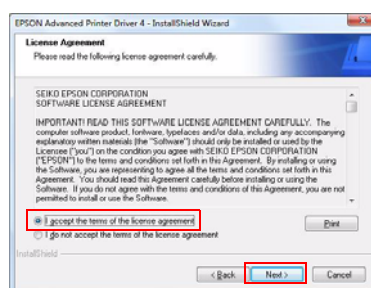 EPSON Advanced Printer Driver 4 - InstallShield Wizard
License Agreement
Please read the following license agreement carefully.
SEIKO EPSON CORPORATION
SOFTWARE LICENSE AGREEMENT
IMPORTANT! READ THIS SOFTWARE LICENSE AGREEMENT CAREFULLY. The
computer software product, fontware, typefaces and/or data, including any accompanying
explanatory written materials (the "Software") should only be installed or used by the
Licensee ("you") on the condition you agree with SEIKO EPSON CORPORATION
("EPSON") to the terms and conditions set forth in this Agreement. By installing or using
the Software, you are representing to agree all the terms and conditions set forth in this
Agreement. You should read this Agreement carefully before installing or using the
Software. If you do not agree with the terms and conditions of this Agreement, you are not
permitted to install or use the Software.
I accept the terms of the license agreement
Print
I do not accept the terms of the license agreement
InstallShield
< Back
Next >
Cancel